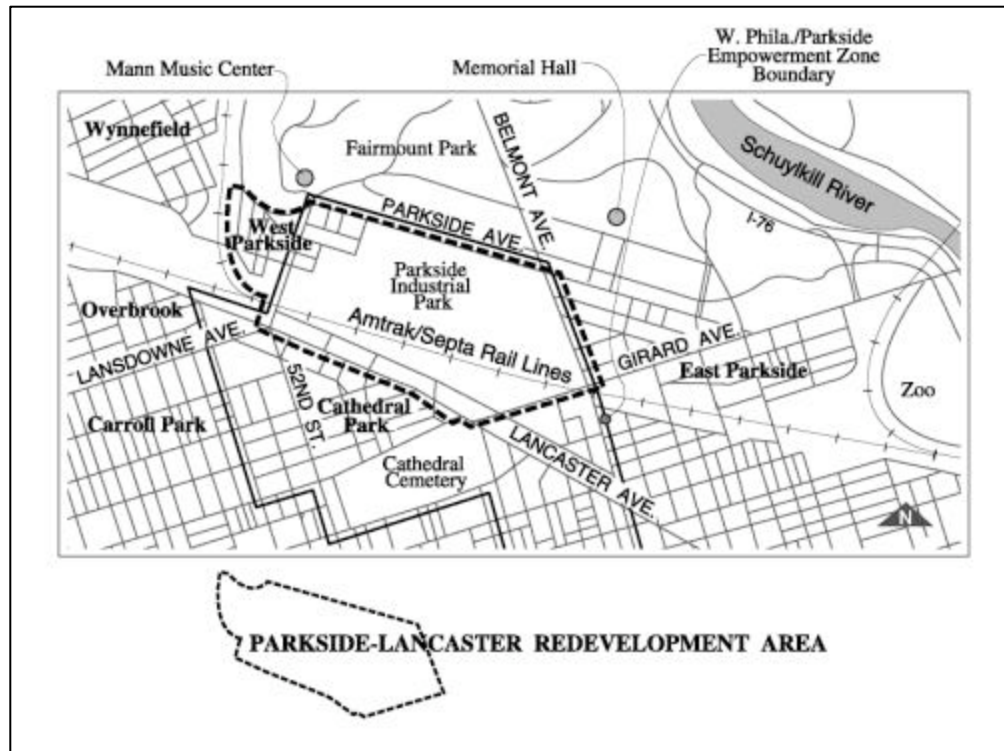 W. Phila./Parkside
Empowerment Zone
Boundary
Mann Music Center
Memorial Hall
Wynnefield
Fairmount Park
BELMONT AVE.
Schuylkill River
I-76
PARKSIDE AVE.
West
Parkside
Parkside
Industrial
Park
Overbrook
LANSDOWNE AVE.
Amtrak/Septa Rail Lines
GIRARD AVE.
East Parkside
Zoo
52ND ST.
Cathedral
Park
Carroll Park
Cathedral
Cemetery
LANCASTER AVE.
N
PARKSIDE-LANCASTER REDEVELOPMENT AREA